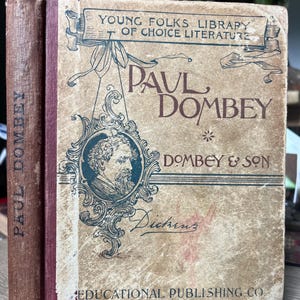 PAUL DOMBEY
YOUNG FOLKS LIBRARY
OF CHOICE LITERATURE
PAUL
DOMBEY
DOMBEY & SON
Dickens
EDUCATIONAL PUBLISHING CO.